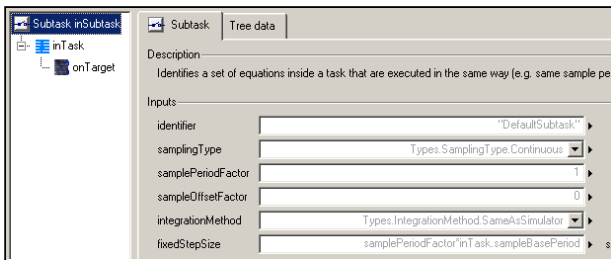 Subtask inSubtask
inTask
onTarget
Subtask
Tree data
Description
Identifies a set of equations inside a task that are executed in the same way (e.g. same sample pe
Inputs
identifier "DefaultSubtask"
samplingType Types.SamplingType.Continuous
samplePeriodFactor 1
sampleOffsetFactor 0
integrationMethod Types.IntegrationMethod.SameAsSimulator
fixedStepSize samplePeriodFactor*inTask.sampleBasePeriod s